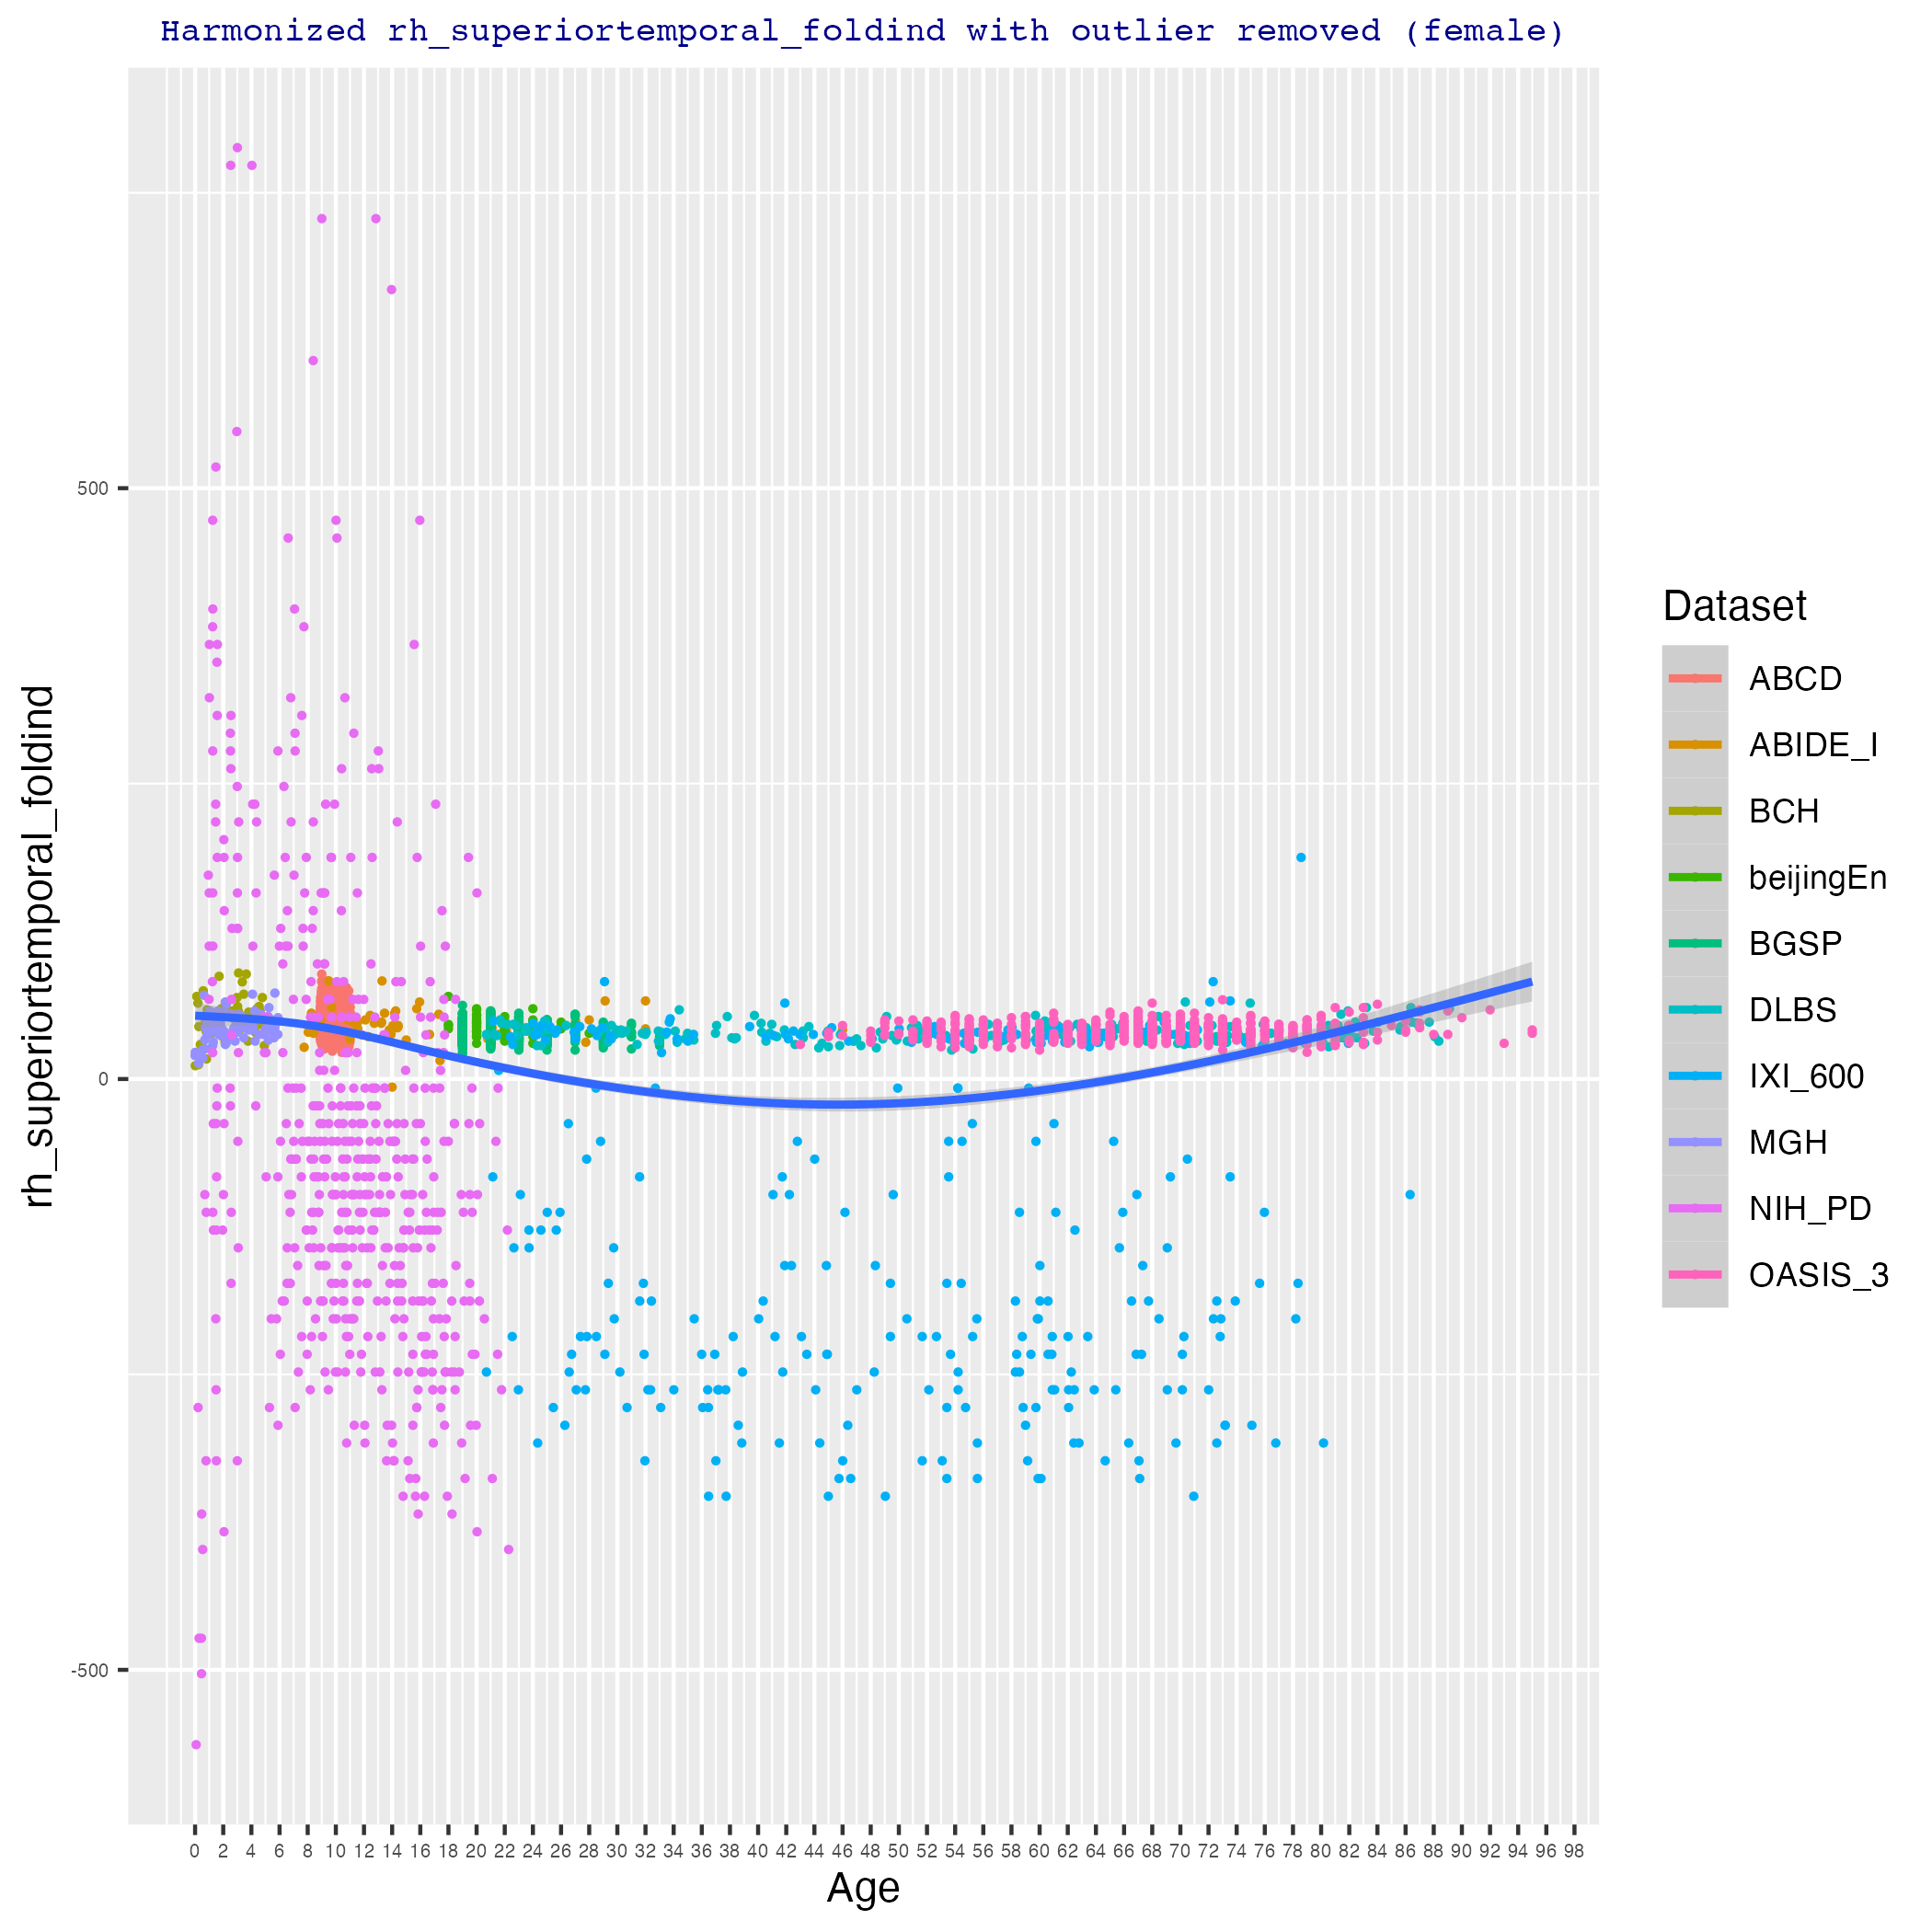 Harmonized rh_superiortemporal_foldind with outlier removed (female)
rh_superiortemporal_foldind
500
0
-500
0 2 4 6 8 10 12 14 16 18 20 22 24 26 28 30 32 34 36 38 40 42 44 46 48 50 52 54 56 58 60 62 64 66 68 70 72 74 76 78 80 82 84 86 88 90 92 94 96 98
Age
Dataset
ABCD
ABIDE_I
BCH
beijingEn
BGSP
DLBS
IXI_600
MGH
NIH_PD
OASIS_3